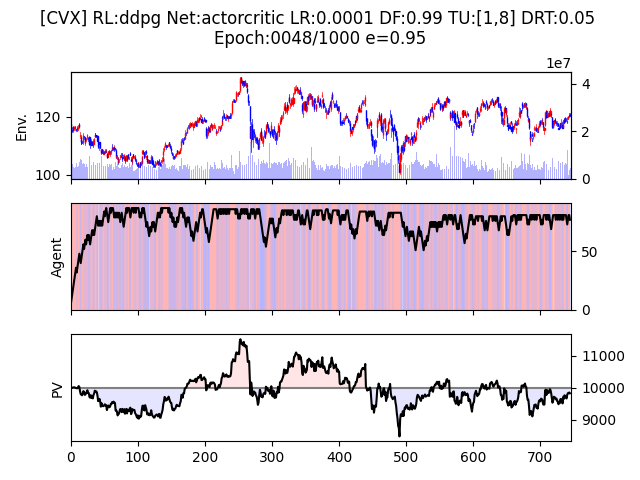 [CVX] RL:ddpg Net:actorcritic LR:0.0001 DF:0.99 TU:[1,8] DRT:0.05
Epoch:0048/1000 e=0.95
1e7
Env.
120
100
4
2
0
Agent
50
0
PV
11000
10000
9000
0 100 200 300 400 500 600 700